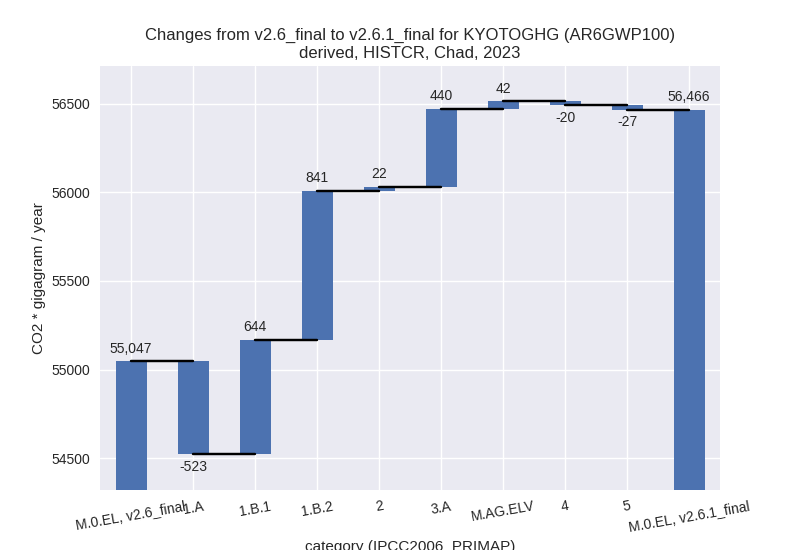 Changes from v2.6_final to v2.6.1_final for KYOTOGHG (AR6GWP100)
derived, HISTCR, Chad, 2023
CO2 * gigagram / year
56500
56000
55500
55000
54500
55,047
-523
644
841
22
440
42
-20
-27
56,466
M.0.EL, v2.6_final
1.A
1.B.1
1.B.2
2
3.A
M.AG.ELV
4
5
M.0.EL, v2.6.1_final
category (IPCC2006_PRIMAP)